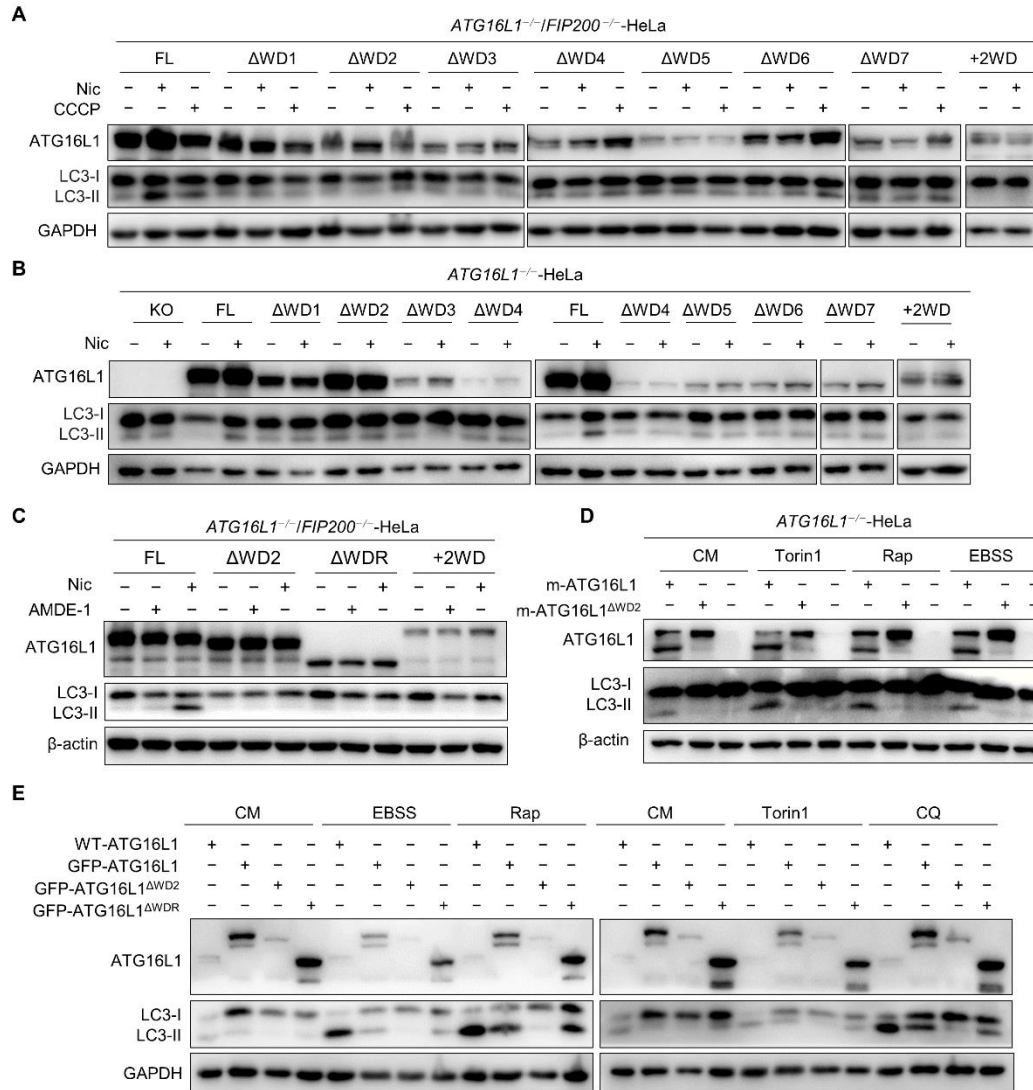 A
ATG16L1−/−/FIP200−/−-HeLa
FL ΔWD1 ΔWD2 ΔWD3 ΔWD4 ΔWD5 ΔWD6 ΔWD7 +2WD
Nic − + − − + − − + − − + − − + − − + − − + − − + − − +
CCCP − − + − − + − − + − − + − − + − − + − − + − − + − −
ATG16L1
LC3-I
LC3-II
GAPDH
B
ATG16L1−/−-HeLa
KO FL ΔWD1 ΔWD2 ΔWD3 ΔWD4 FL ΔWD4 ΔWD5 ΔWD6 ΔWD7 +2WD
Nic − + − + − + − + − + − + − + − + − + − + − + − +
ATG16L1
LC3-I
LC3-II
GAPDH
C
ATG16L1−/−/FIP200−/−-HeLa
FL ΔWD2 ΔWDR +2WD
Nic − − + − − + − − + − − +
AMDE-1 − + − − + − − + − − + −
ATG16L1
LC3-I
LC3-II
β-actin
D
ATG16L1−/−-HeLa
CM Torin1 Rap EBSS
m-ATG16L1 + − − + − − + − − + − −
m-ATG16L1ΔWD2 − + − − + − − + − − + −
ATG16L1
LC3-I
LC3-II
β-actin
E
CM EBSS Rap CM Torin1 CQ
WT-ATG16L1 + − − − + − − − + − − − + − − − + − − − + − − −
GFP-ATG16L1 − + − − − + − − − + − − − + − − − + − − − + − −
GFP-ATG16L1ΔWD2 − − + − − − + − − − + − − − + − − − + − − − + −
GFP-ATG16L1ΔWDR − − − + − − − + − − − + − − − + − − − + − − − +
ATG16L1
LC3-I
LC3-II
GAPDH